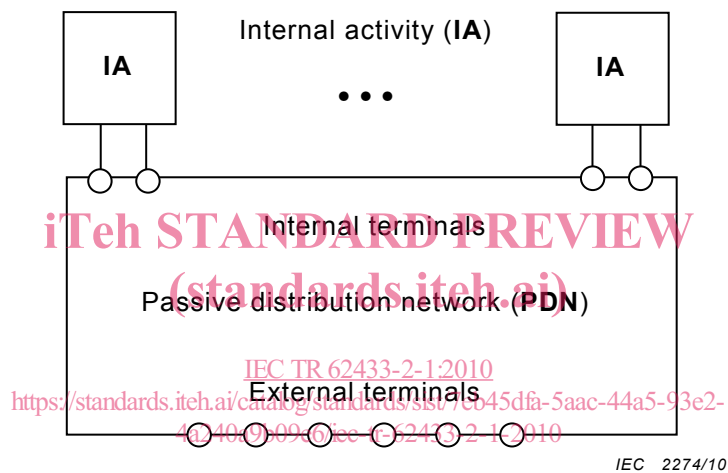 Internal activity (IA)
IA
IA
...
iTeh STANDARD PREVIEW
Internal terminals
(standards.iteh.ai)
Passive distribution network (PDN)
IEC TR 62433-2-1:2010
External terminals
https://standards.iteh.ai/catalog/standards/sist/7eb45dfa-5aac-44a5-93e2-
4a240a9b09c6/iec-tr-62433-2-1-2010
IEC 2274/10